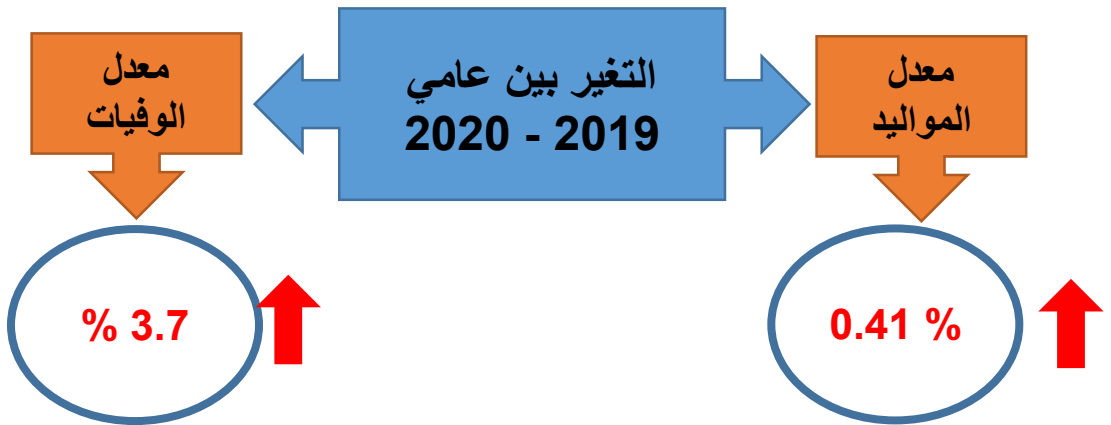 التغير بين عامي
2019 - 2020
معدل
المواليد
0.41 %
معدل
الوفيات
% 3.7